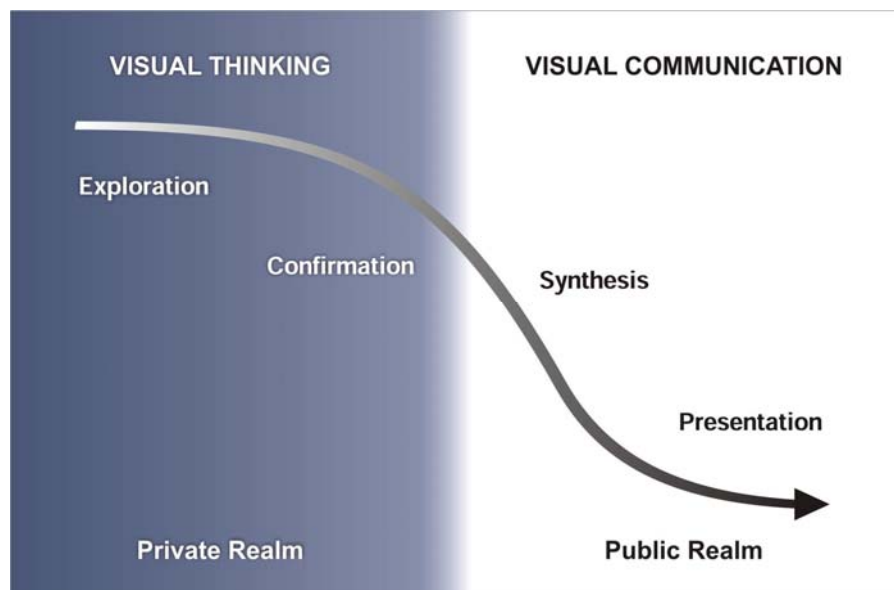 VISUAL THINKING
VISUAL COMMUNICATION
Exploration
Confirmation
Synthesis
Presentation
Private Realm
Public Realm